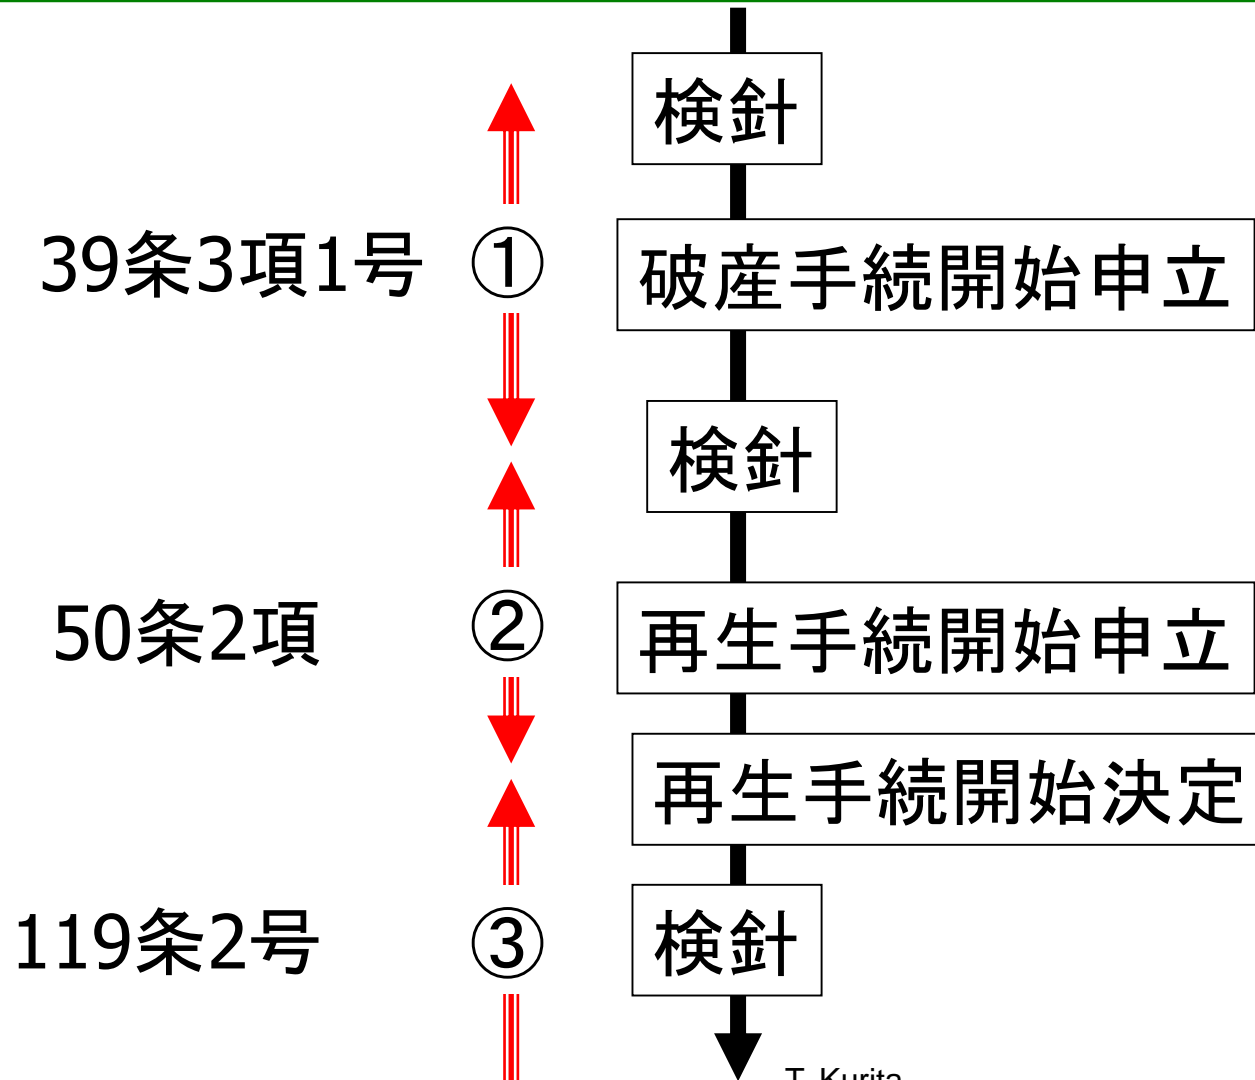 検針
39条3項1号 ① 破産手続開始申立
検針
50条2項 ② 再生手続開始申立
再生手続開始決定
119条2号 ③ 検針
T. Kurita